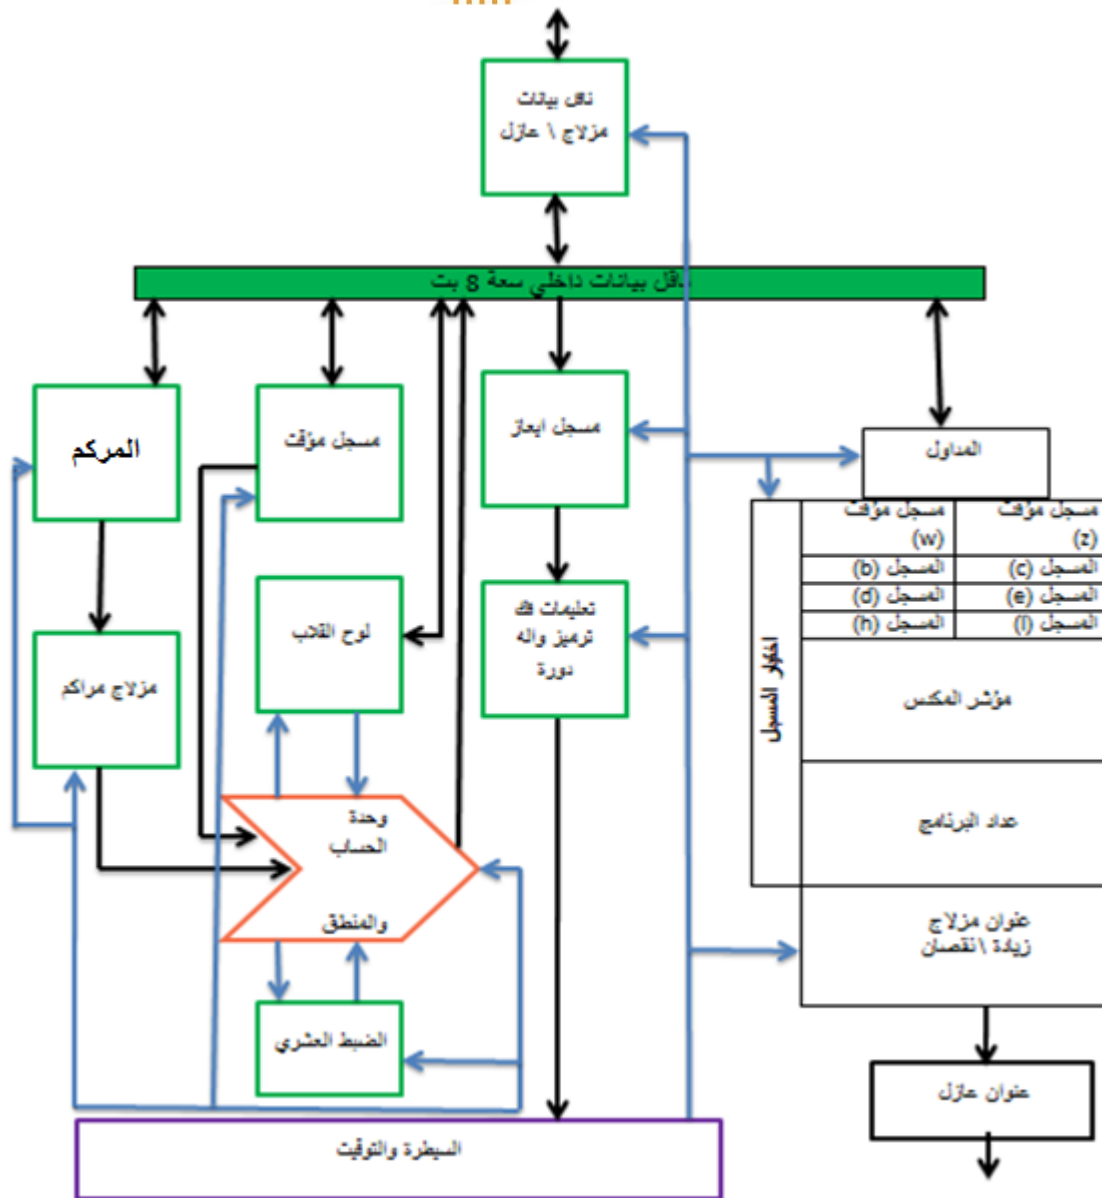 ناقل بيانات
مزلاج \ عازل
ناقل بيانات داخلي سعة 8 بت
المركم
مسجل مؤقت
مسجل ايعاز
المداول
مسجل مؤقت
(w)
مسجل مؤقت
(z)
المسجل (b)
المسجل (c)
المسجل (d)
المسجل (e)
المسجل (h)
المسجل (l)
اختيار المسجل
مؤشر المكدس
عداد البرنامج
عنوان مزلاج
زيادة \ نقصان
عنوان عازل
لوح القلاب
تعليمات فك
ترميز واله
دورة
مزلاج مراكم
وحدة
الحساب
والمنطق
الضبط العشري
السيطرة والتوقيت